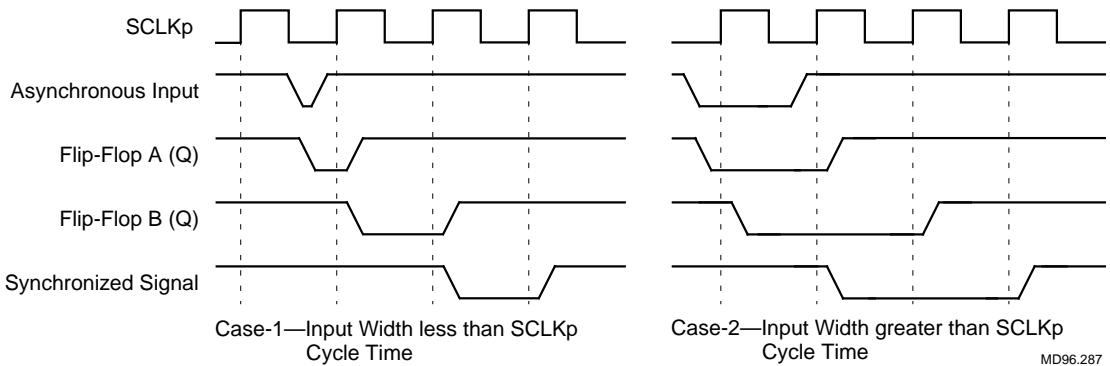 SCLKp
Asynchronous Input
Flip-Flop A (Q)
Flip-Flop B (Q)
Synchronized Signal
Case-1—Input Width less than SCLKp
Cycle Time
Case-2—Input Width greater than SCLKp
Cycle Time
MD96.287